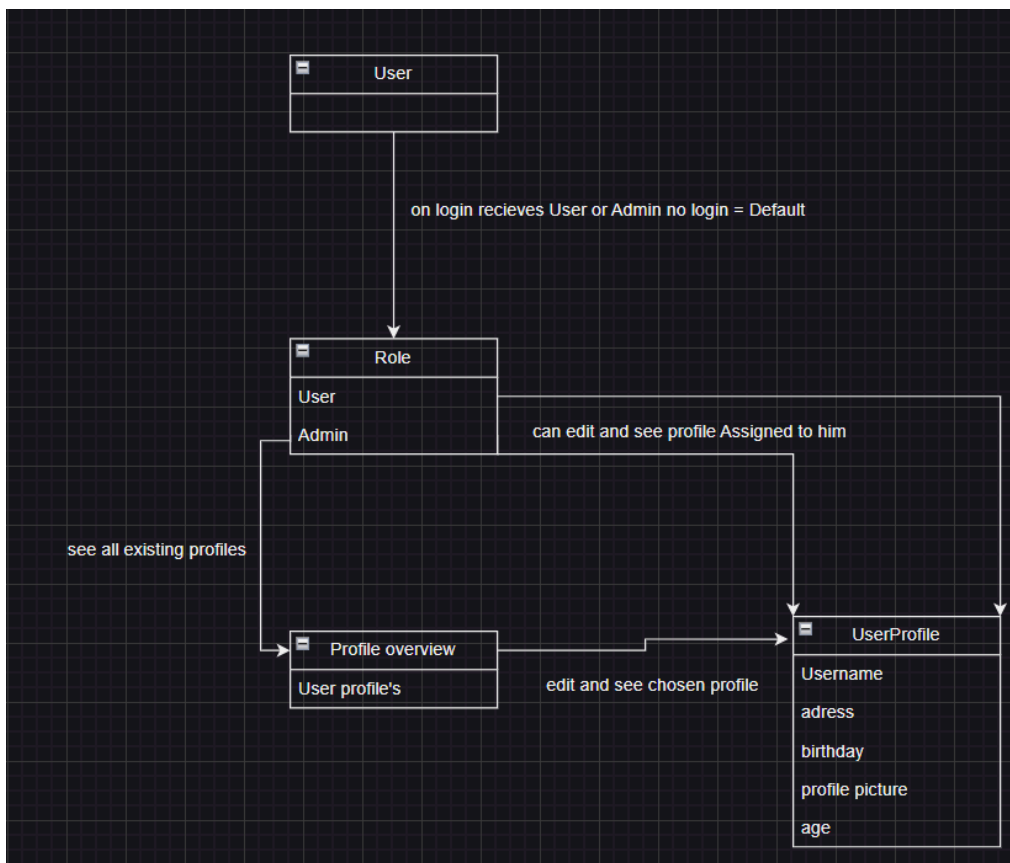 User
on login recieves User or Admin no login = Default
Role
User
Admin
can edit and see profile Assigned to him
see all existing profiles
Profile overview
User profile's
edit and see chosen profile
UserProfile
Username
adress
birthday
profile picture
age